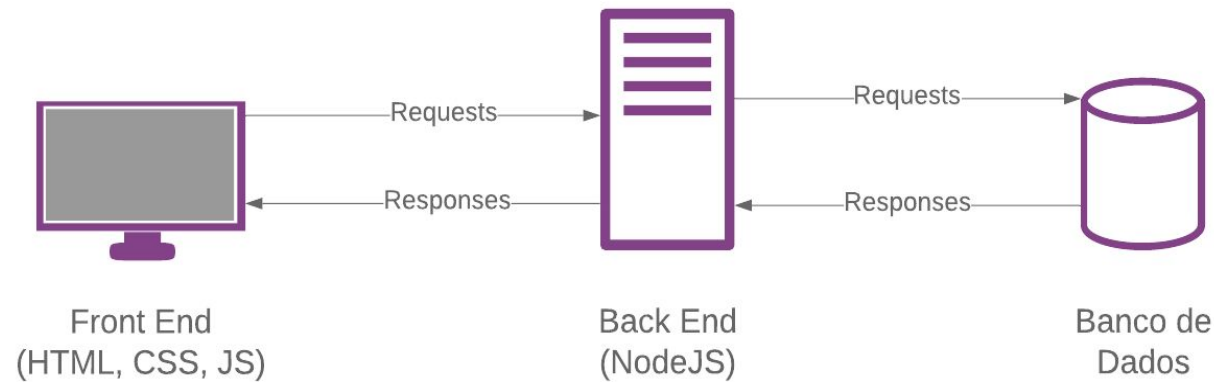 Requests
Requests
Responses
Responses
Front End
(HTML, CSS, JS)
Back End
(NodeJS)
Banco de
Dados